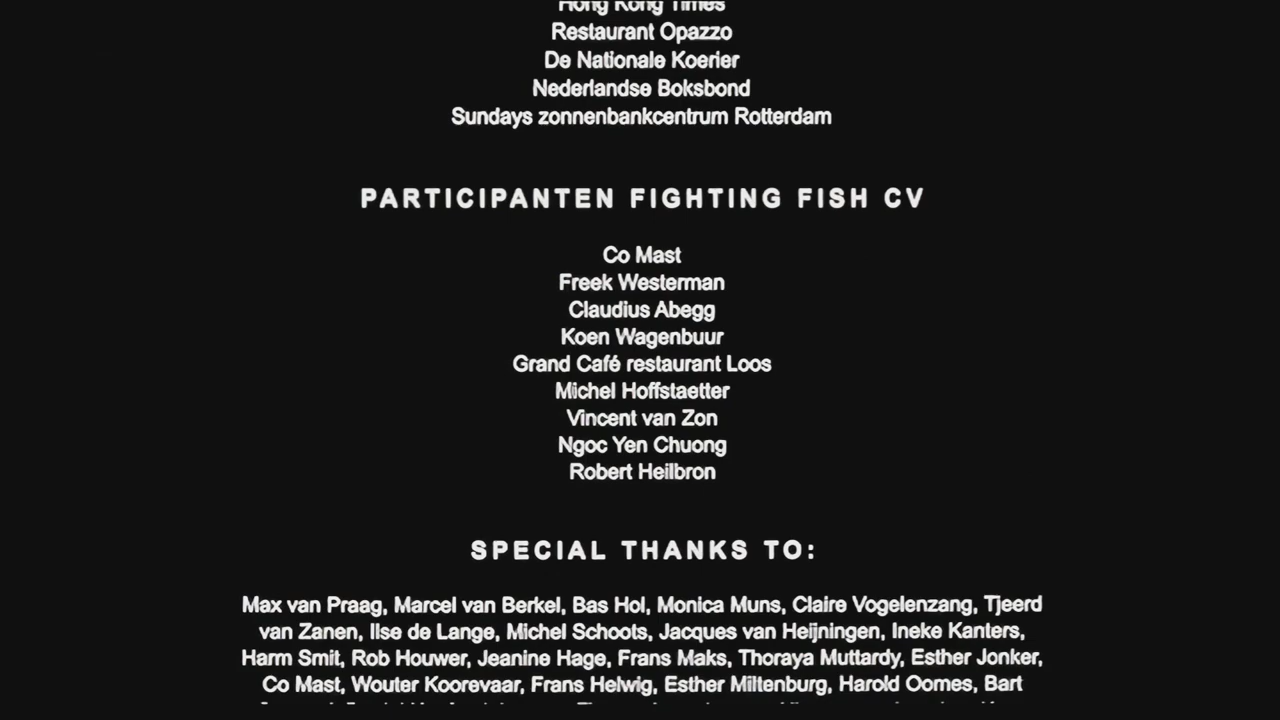 Hong Kong Times
Restaurant Opazzo
De Nationale Koerier
Nederlandse Boksbond
Sundays zonnenbankcentrum Rotterdam
PARTICIPANTEN FIGHTING FISH CV
Co Mast
Freek Westerman
Claudius Abegg
Koen Wagenbuur
Grand Café restaurant Loos
Michel Hoffstaetter
Vincent van Zon
Ngoc Yen Chuong
Robert Heilbron
SPECIAL THANKS TO:
Max van Praag, Marcel van Berkel, Bas Hol, Monica Muns, Claire Vogelenzang, Tjeerd
van Zanen, Ilse de Lange, Michel Schoots, Jacques van Heijningen, Ineke Kanters,
Harm Smit, Rob Houwer, Jeanine Hage, Frans Maks, Thoraya Muttardy, Esther Jonker,
Co Mast, Wouter Koorevaar, Frans Helwig, Esther Miltenburg, Harold Oomes, Bart